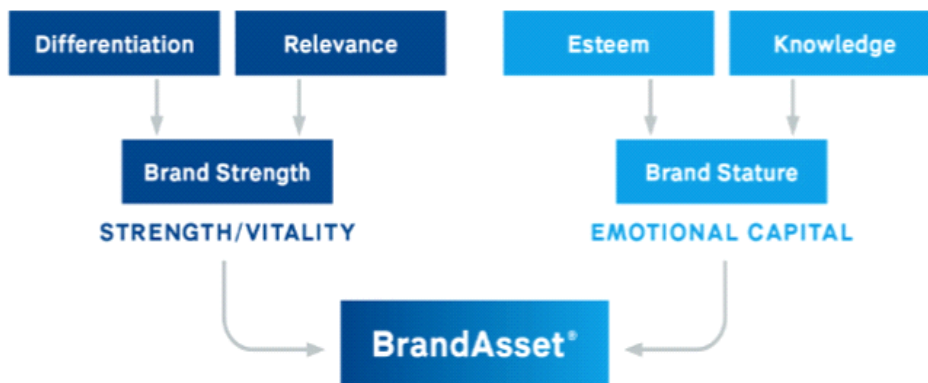 Differentiation
Relevance
Esteem
Knowledge
Brand Strength
Brand Stature
STRENGTH/VITALITY
EMOTIONAL CAPITAL
BrandAsset®